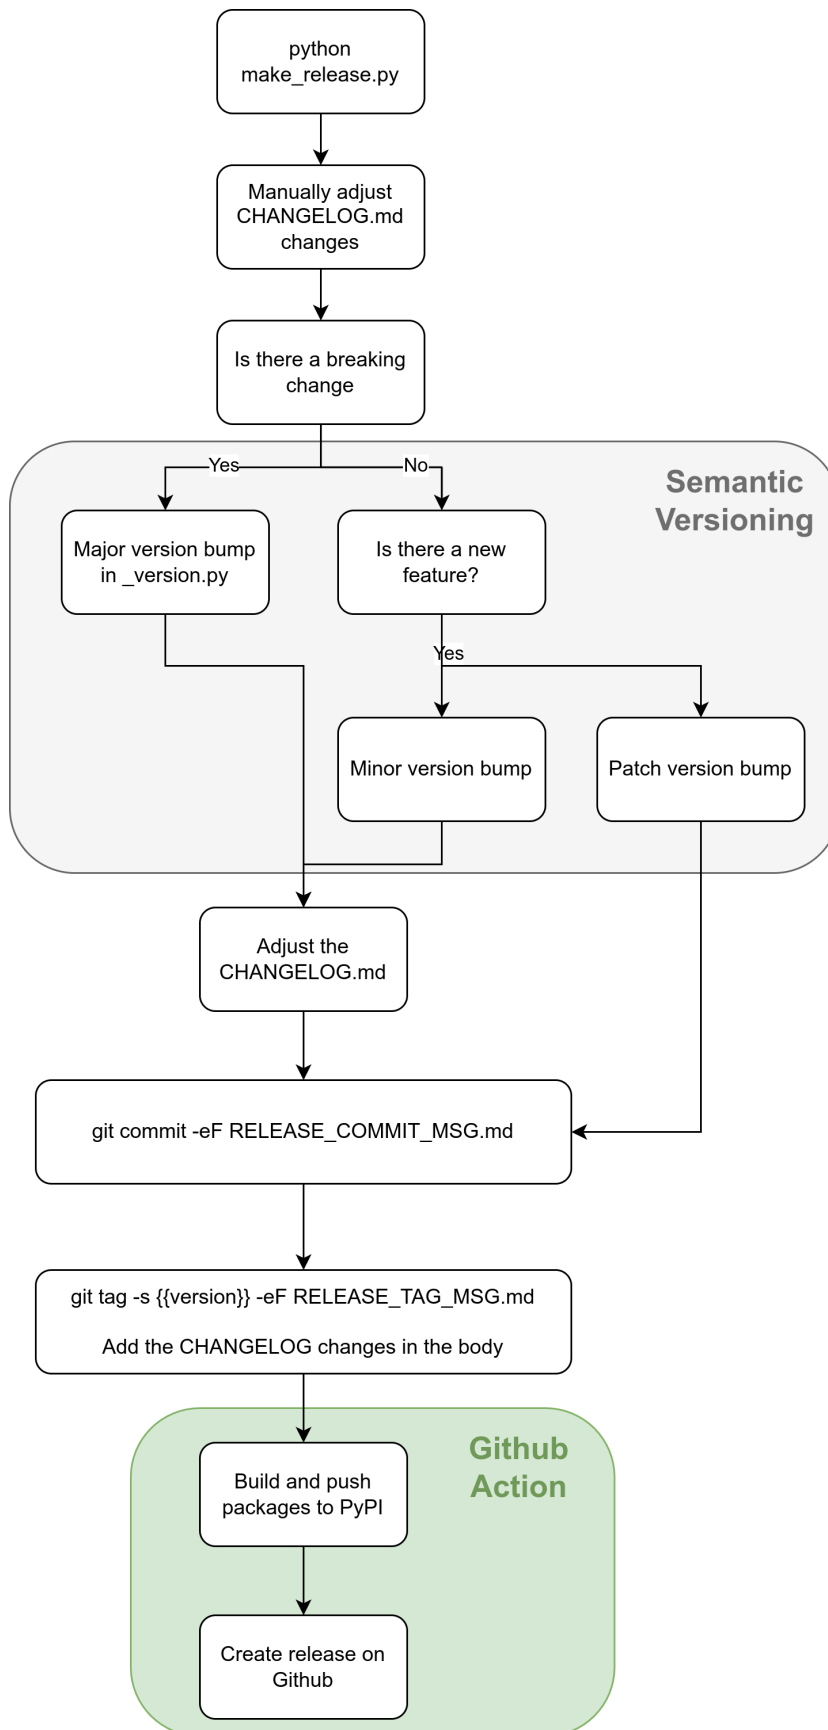 python
make_release.py
Manually adjust
CHANGELOG.md
changes
Is there a breaking
change
Yes
No
Semantic
Versioning
Major version bump
in _version.py
Is there a new
feature?
Yes
Minor version bump
Patch version bump
Adjust the
CHANGELOG.md
git commit -eF RELEASE_COMMIT_MSG.md
git tag -s {{version}} -eF RELEASE_TAG_MSG.md
Add the CHANGELOG changes in the body
Github
Action
Build and push
packages to PyPI
Create release on
Github